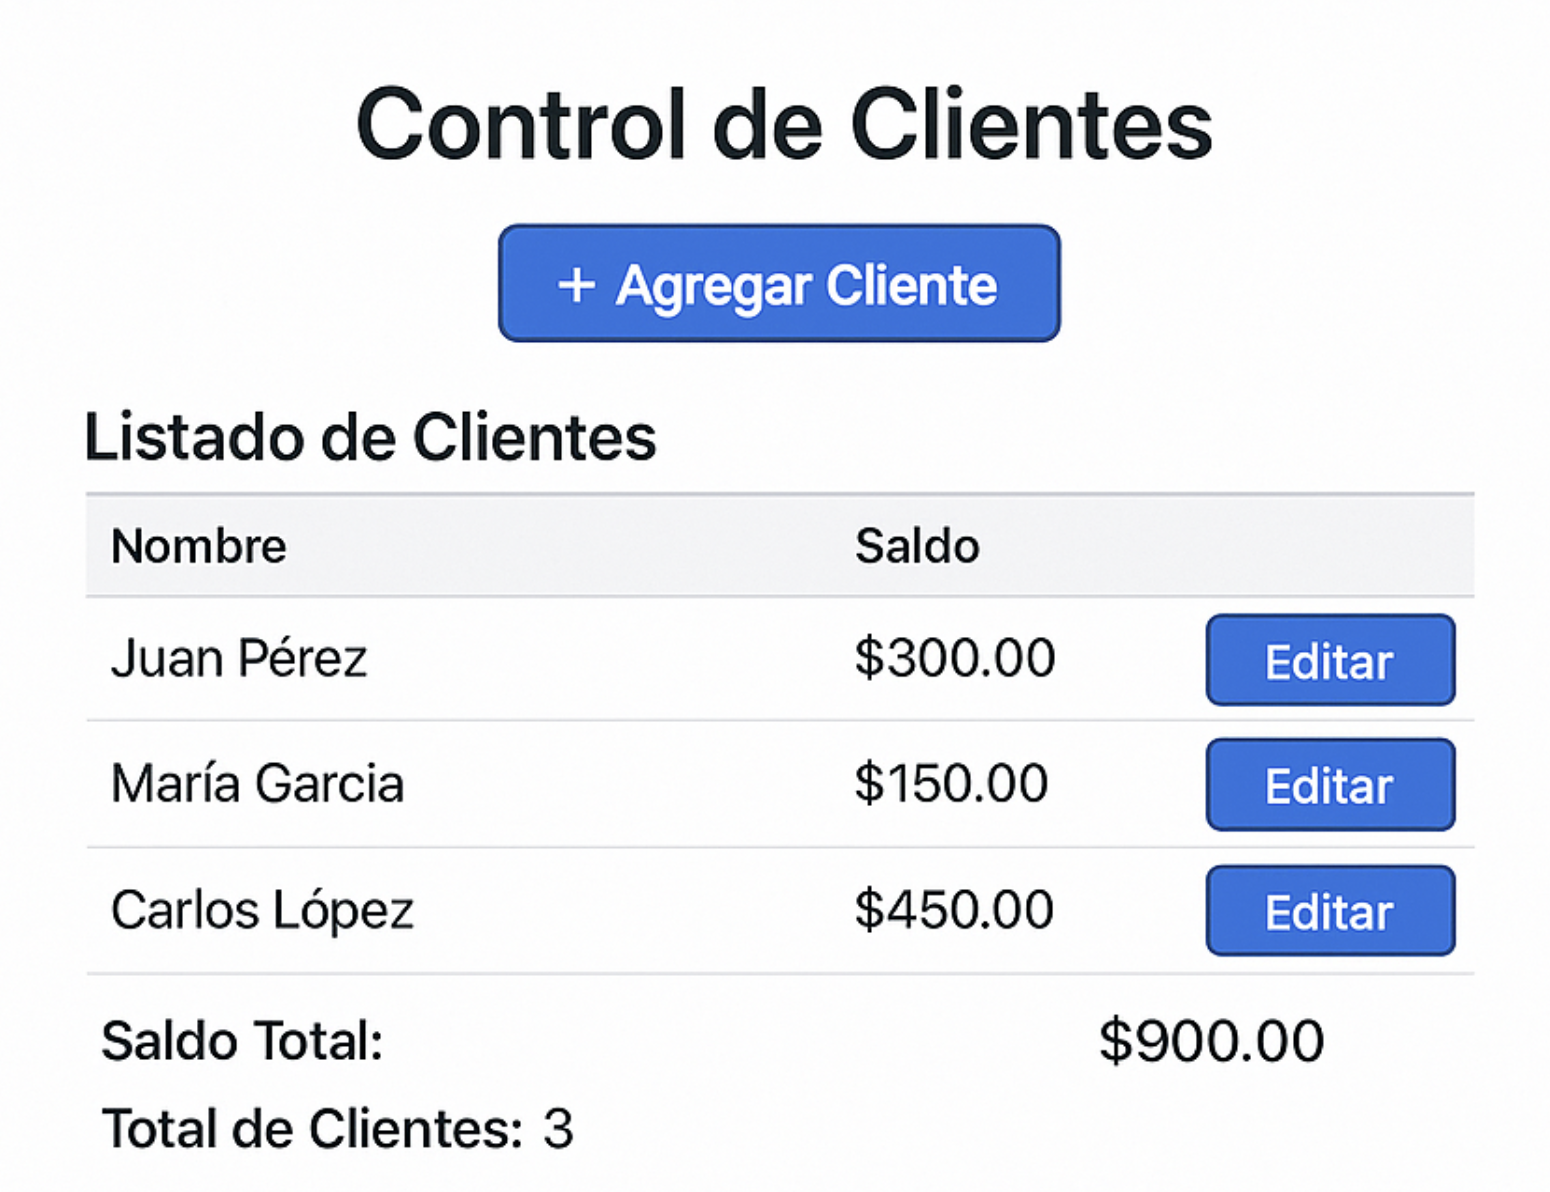 Control de Clientes
+ Agregar Cliente
Listado de Clientes
Nombre Saldo
Juan Pérez $300.00 Editar
María Garcia $150.00 Editar
Carlos López $450.00 Editar
Saldo Total: $900.00
Total de Clientes: 3